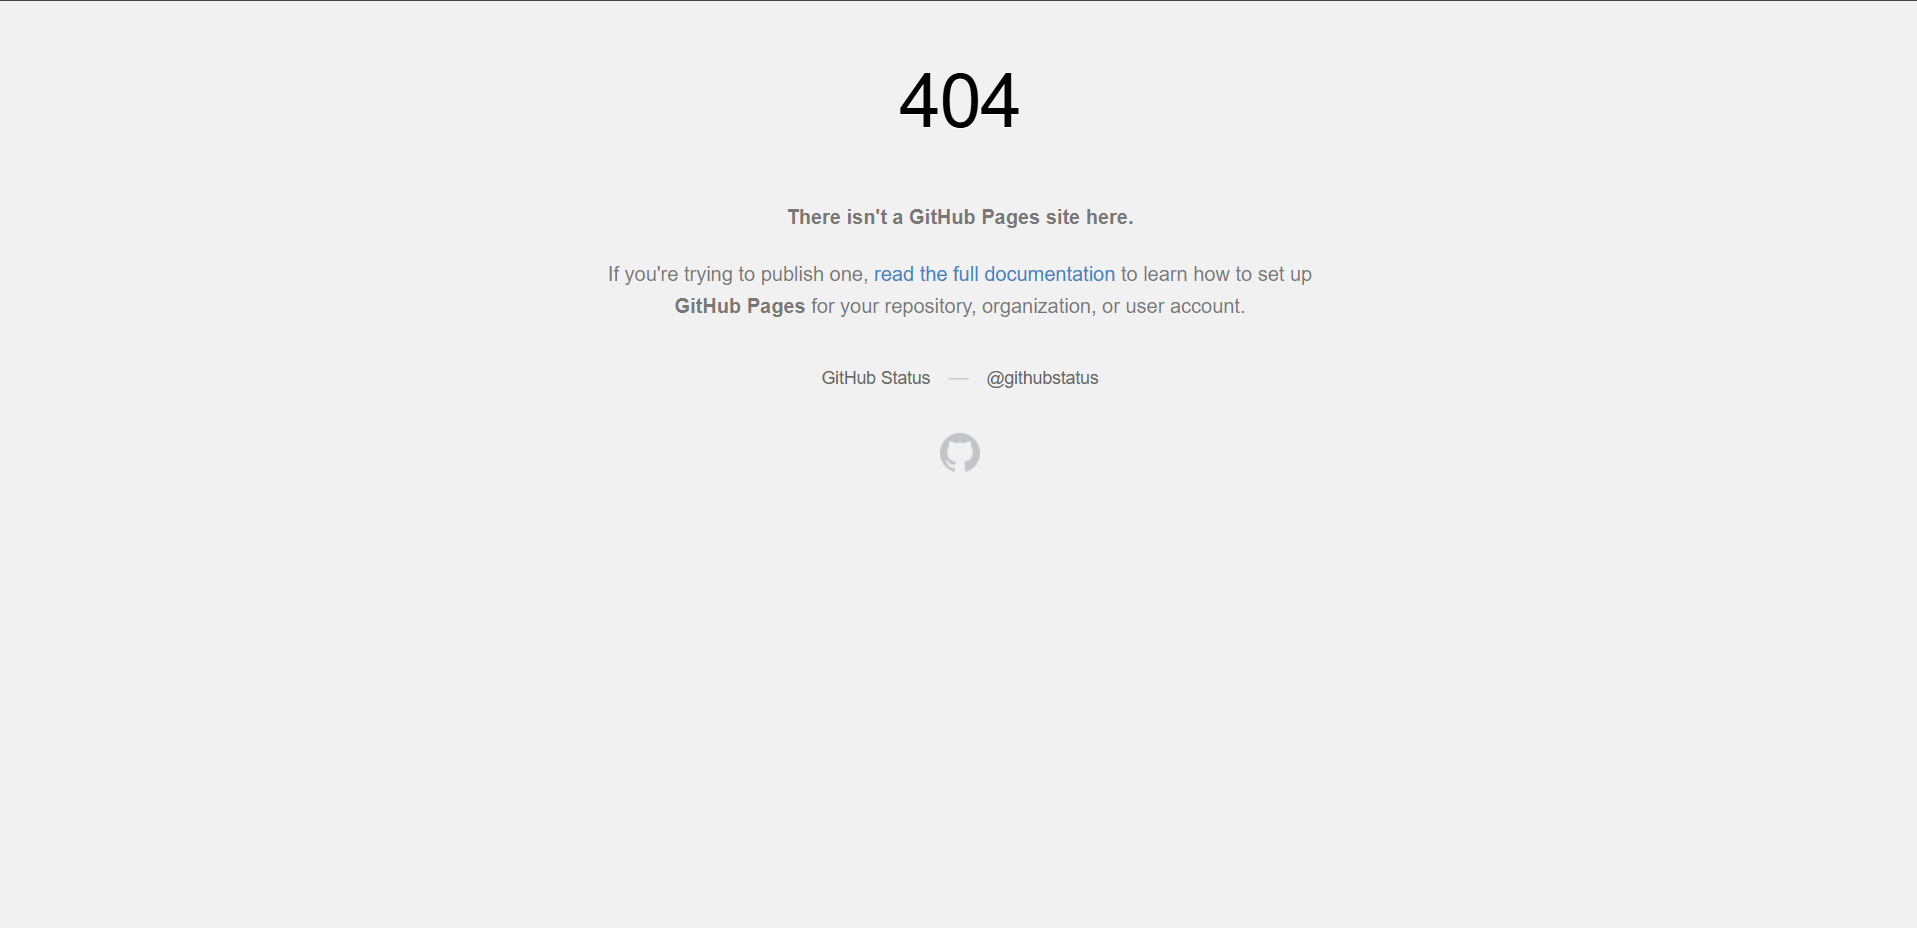 404
There isn't a GitHub Pages site here.
If you're trying to publish one, read the full documentation to learn how to set up
GitHub Pages for your repository, organization, or user account.
GitHub Status — @githubstatus